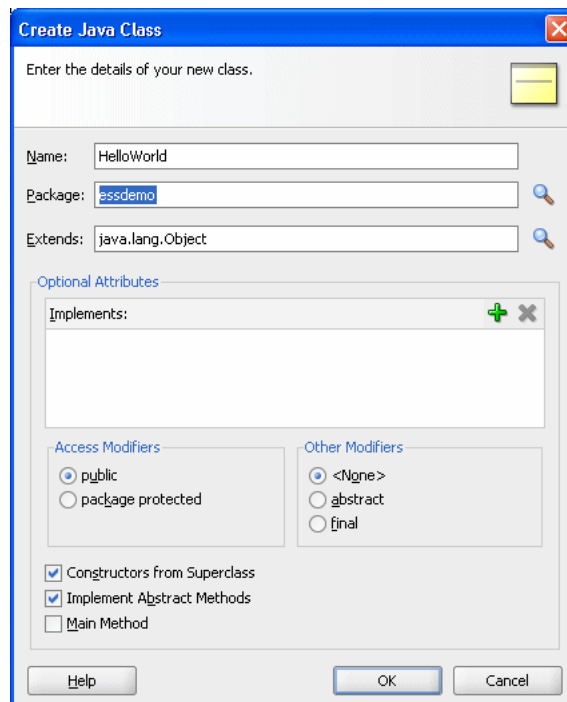 Create Java Class
Enter the details of your new class.
Name: HelloWorld
Package: essdemo
Extends: java.lang.Object
Optional Attributes
Implements:
Access Modifiers
public
package protected
Other Modifiers
<None>
abstract
final
Constructors from Superclass
Implement Abstract Methods
Main Method
Help OK Cancel